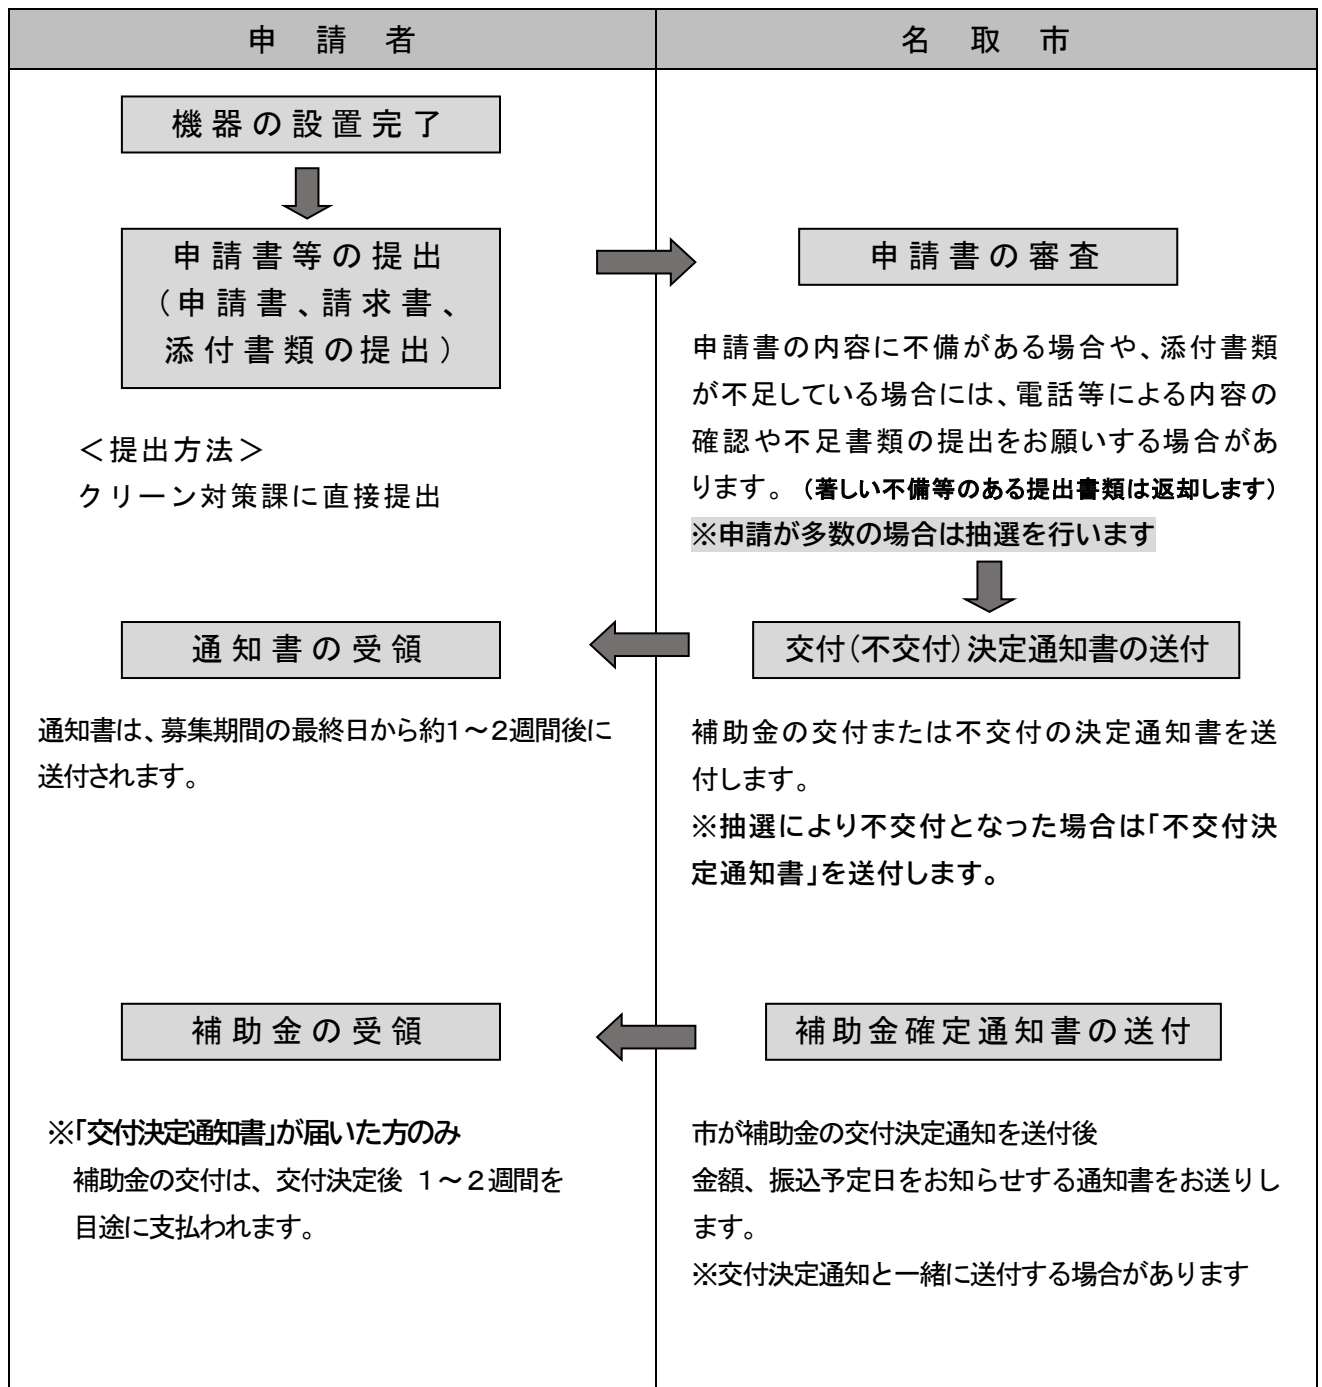 申請者
名取市
機器の設置完了
申請書等の提出
（申請書、請求書、
添付書類の提出）
＜提出方法＞
クリーン対策課に直接提出
申請書の審査
申請書の内容に不備がある場合や、添付書類
が不足している場合には、電話等による内容の
確認や不足書類の提出をお願いする場合があ
ります。（著しい不備等のある提出書類は返却します）
※申請が多数の場合は抽選を行います
通知書の受領
交付（不交付）決定通知書の送付
通知書は、募集期間の最終日から約１～２週間後に
送付されます。
補助金の交付または不交付の決定通知書を送
付します。
※抽選により不交付となった場合は「不交付決
定通知書」を送付します。
補助金の受領
補助金確定通知書の送付
※「交付決定通知書」が届いた方のみ
補助金の交付は、交付決定後　１～２週間を
目途に支払われます。
市が補助金の交付決定通知を送付後
金額、振込予定日をお知らせする通知書をお送りし
ます。
※交付決定通知と一緒に送付する場合があります